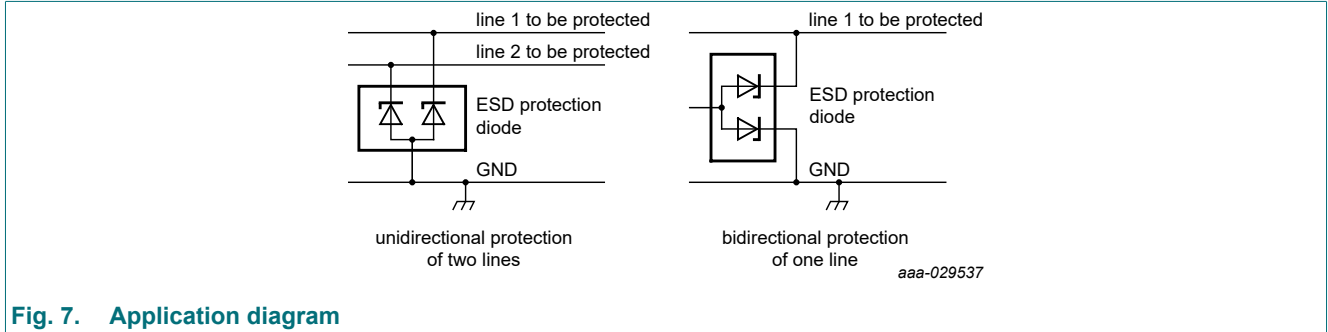 line 1 to be protected
line 2 to be protected
ESD protection
diode
GND
unidirectional protection
of two lines
line 1 to be protected
ESD protection
diode
GND
bidirectional protection
of one line
aaa-029537
Fig. 7. Application diagram